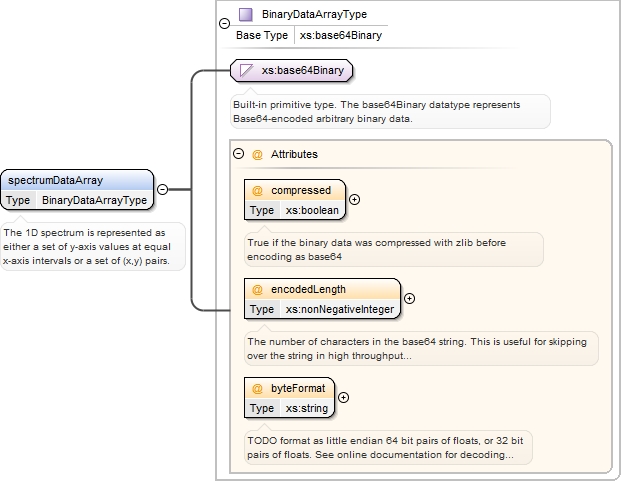 BinaryDataArrayType
Base Type xs:base64Binary
xs:base64Binary
Built-in primitive type. The base64Binary datatype represents
Base64-encoded arbitrary binary data.
@ Attributes
spectrumDataArray
Type BinaryDataArrayType
The 1D spectrum is represented as
either a set of y-axis values at equal
x-axis intervals or a set of (x,y) pairs.
@ compressed
Type xs:boolean
True if the binary data was compressed with zlib before
encoding as base64
@ encodedLength
Type xs:nonNegativeInteger
The number of characters in the base64 string. This is useful for skipping
over the string in high throughput...
@ byteFormat
Type xs:string
TODO format as little endian 64 bit pairs of floats, or 32 bit
pairs of floats. See online documentation for decoding...